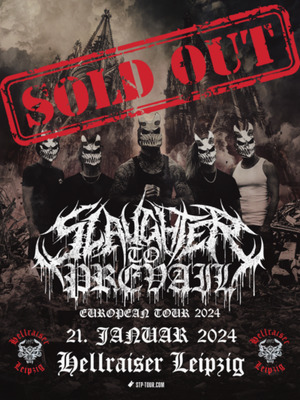 SOLD OUT
SLAUGHTER
TO
PREVAIL
EUROPEAN TOUR 2024
21. JANUAR 2024
Hellraiser Leipzig
Hellraiser
Leipzig
Hellraiser
Leipzig
STP-TOUR.COM